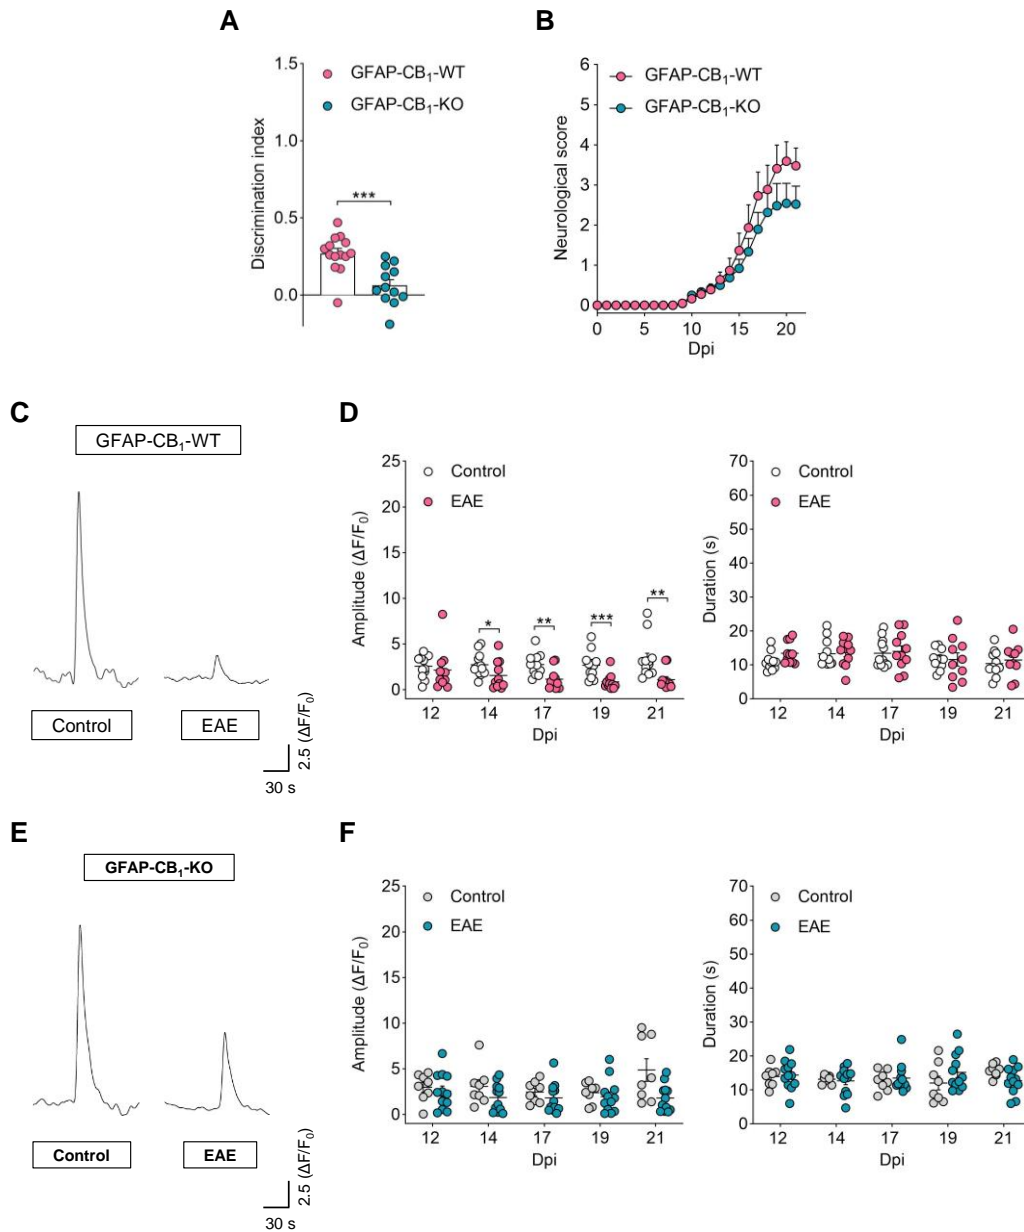 A
1.5
1.0
0.5
0.0
Discrimination index
GFAP-CB₁-WT
GFAP-CB₁-KO
***
B
6
5
4
3
2
1
0
Neurological score
GFAP-CB₁-WT
GFAP-CB₁-KO
0 5 10 15 20
Dpi
C
GFAP-CB₁-WT
Control
EAE
2.5 (ΔF/F₀)
30 s
D
25
20
15
10
5
0
Amplitude (ΔF/F₀)
Control
EAE
* ** *** **
12 14 17 19 21
Dpi
70
60
50
40
30
20
10
0
Duration (s)
Control
EAE
12 14 17 19 21
Dpi
E
GFAP-CB₁-KO
Control
EAE
2.5 (ΔF/F₀)
30 s
F
25
20
15
10
5
0
Amplitude (ΔF/F₀)
Control
EAE
12 14 17 19 21
Dpi
70
60
50
40
30
20
10
0
Duration (s)
Control
EAE
12 14 17 19 21
Dpi